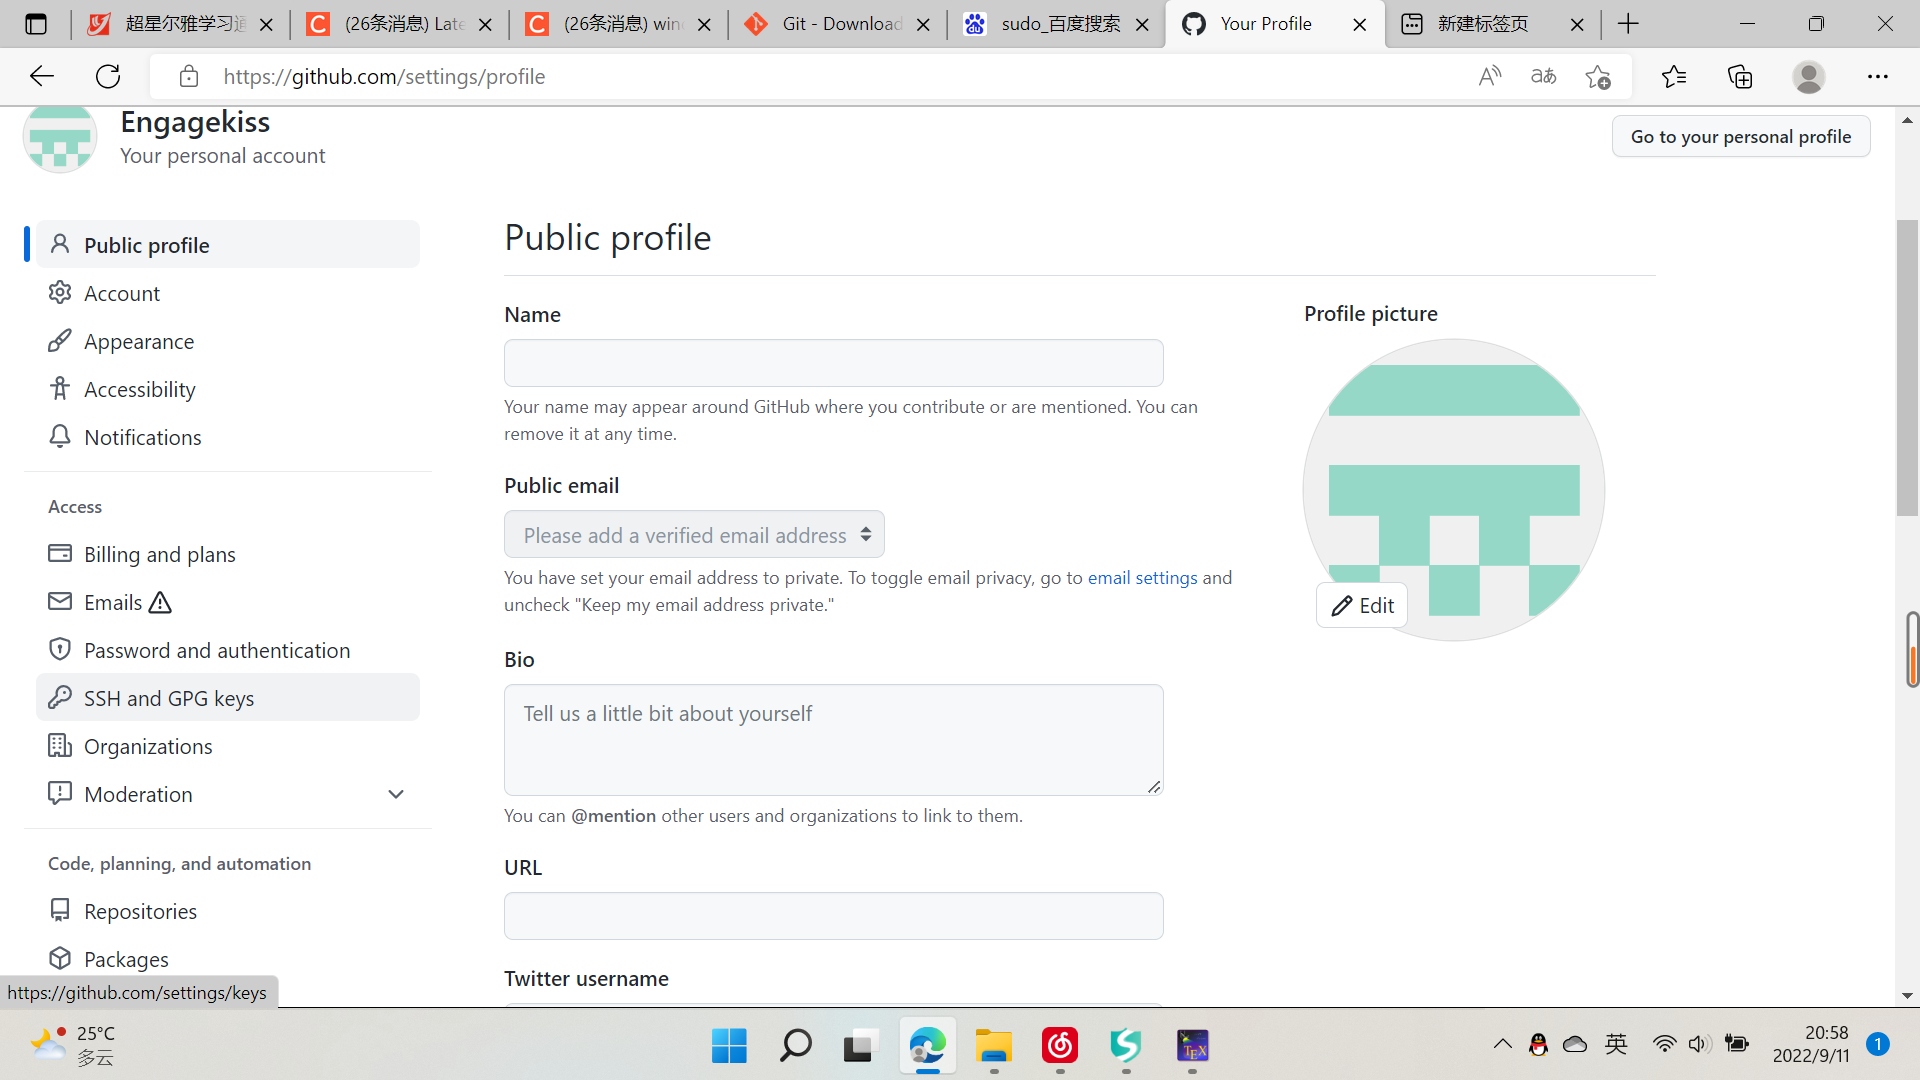 超星尔雅学习通
(26条消息) Late
(26条消息) win
Git - Download
sudo_百度搜索
Your Profile
新建标签页
https://github.com/settings/profile
Engagekiss
Your personal account
Go to your personal profile
Public profile
Account
Appearance
Accessibility
Notifications
Access
Billing and plans
Emails
Password and authentication
SSH and GPG keys
Organizations
Moderation
Code, planning, and automation
Repositories
Packages
https://github.com/settings/keys
Public profile
Name
Your name may appear around GitHub where you contribute or are mentioned. You can
remove it at any time.
Public email
Please add a verified email address
You have set your email address to private. To toggle email privacy, go to email settings and
uncheck "Keep my email address private."
Bio
Tell us a little bit about yourself
You can @mention other users and organizations to link to them.
URL
Twitter username
Profile picture
Edit
25°C
多云
英
20:58
2022/9/11
1